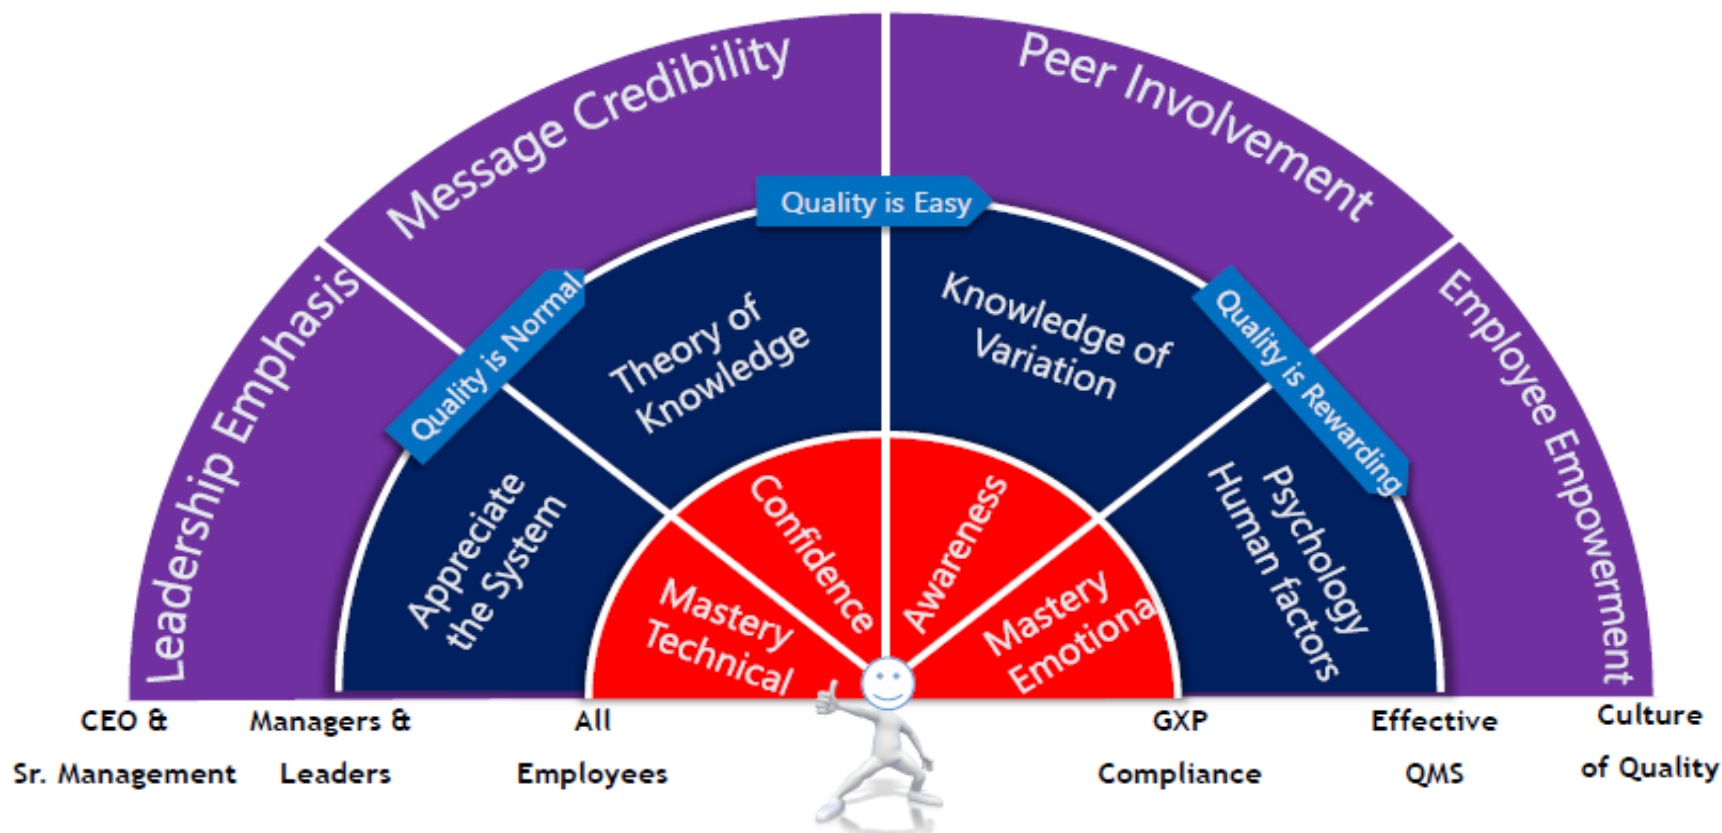 Message Credibility
Peer Involvement
Leadership Emphasis
Employee Empowerment
Quality is Normal
Quality is Easy
Quality is Rewarding
Appreciate
the System
Theory of
Knowledge
Knowledge of
Variation
Psychology
Human factors
Mastery
Technical
Confidence
Awareness
Mastery
Emotiona
CEO &
Sr. Management
Managers &
Leaders
All
Employees
GXP
Compliance
Effective
QMS
Culture
of Quality